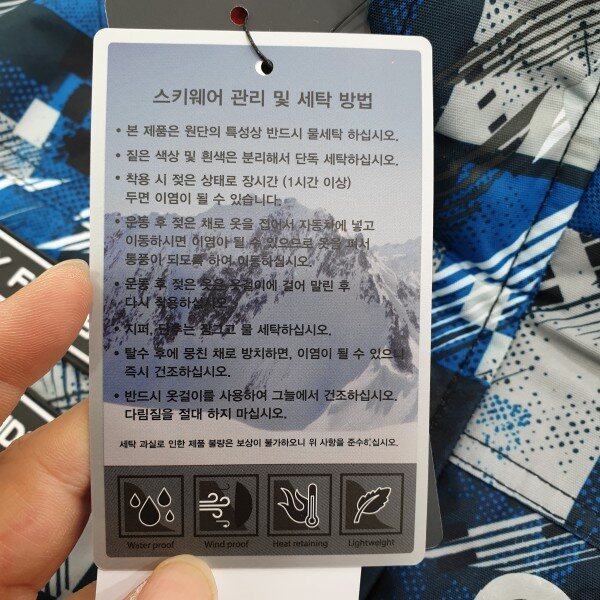 스키웨어 관리 및 세탁 방법
• 본 제품은 원단의 특성상 반드시 물세탁 하십시오.
• 짙은 색상 및 흰색은 분리해서 단독 세탁하십시오.
• 착용 시 젖은 상태로 장시간 (1시간 이상)
두면 이염이 될 수 있습니다.
• 운동 후 젖은 채로 옷을 접어서 자동차에 넣고
이동하시면 이염이 될 수 있으므로 옷을 펴서
통풍이 되도록 하여 이동하십시오.
• 운동 후 젖은 옷은 옷걸이에 걸어 말린 후
다시 착용하십시오.
• 지퍼, 단추는 잠그고 물 세탁하십시오.
• 탈수 후에 뭉친 채로 방치하면, 이염이 될 수 있으니
즉시 건조하십시오.
• 반드시 옷걸이를 사용하여 그늘에서 건조하십시오.
다림질을 절대 하지 마십시오.
세탁 과실로 인한 제품 불량은 보상이 불가하오니 위 사항을 준수하십시오.
Water proof Wind proof Heat retaining Lightweight